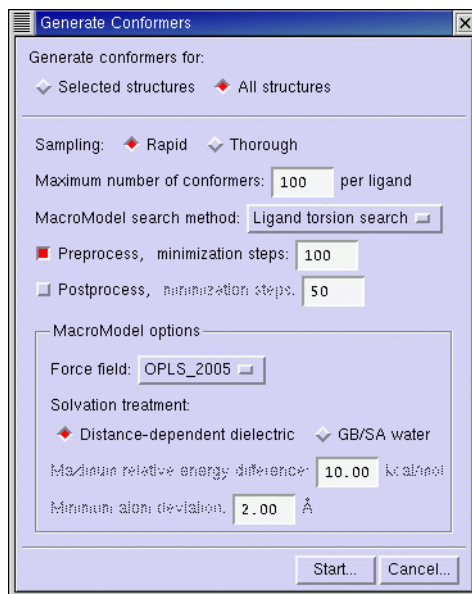 Generate Conformers
Generate conformers for:
Selected structures All structures
Sampling: Rapid Thorough
Maximum number of conformers: 100 per ligand
MacroModel search method: Ligand torsion search
Preprocess, minimization steps: 100
Postprocess, minimization steps: 50
MacroModel options
Force field: OPLS_2005
Solvation treatment:
Distance-dependent dielectric GB/SA water
Maximum relative energy difference: 10.00 kcal/mol
Minimum atom deviation: 2.00 Å
Start... Cancel...